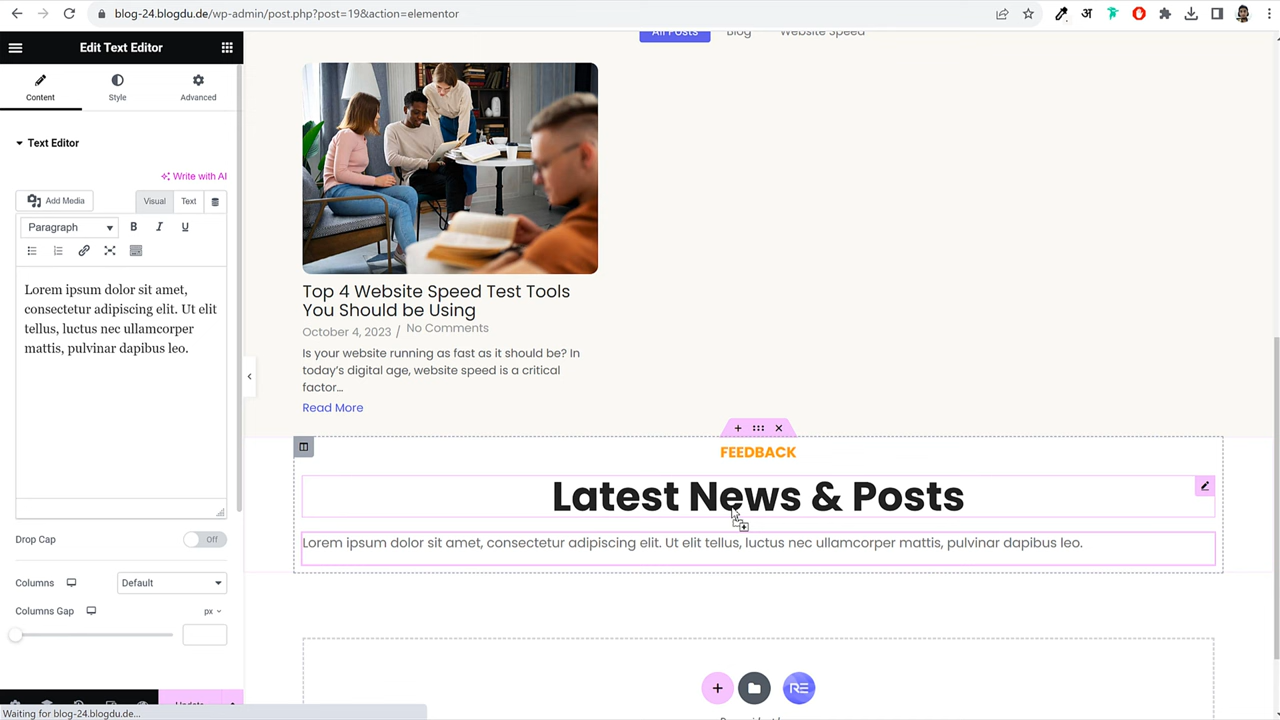 blog-24.blogdu.de/wp-admin/post.php?post=19&action=elementor
अ
Edit Text Editor
Content
Style
Advanced
Text Editor
Write with AI
Add Media
Visual
Text
Paragraph
B
I
U
Lorem ipsum dolor sit amet,
consectetur adipiscing elit. Ut elit
tellus, luctus nec ullamcorper
mattis, pulvinar dapibus leo.
Drop Cap
Off
Columns
Default
Columns Gap
px
Update
Waiting for blog-24.blogdu.de...
All Posts
Blog
Website Speed
Top 4 Website Speed Test Tools
You Should be Using
October 4, 2023 /
No Comments
Is your website running as fast as it should be? In
today's digital age, website speed is a critical
factor...
Read More
FEEDBACK
Latest News & Posts
Lorem ipsum dolor sit amet, consectetur adipiscing elit. Ut elit tellus, luctus nec ullamcorper mattis, pulvinar dapibus leo.
RE